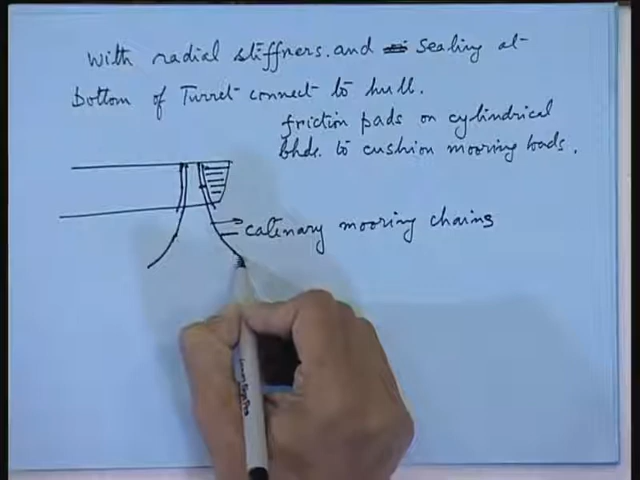 With radial stiffners. and sealing at
bottom of Turret connect to hull.
friction pads on cylindrical
bhds. to cushion mooring loads.
catenary mooring chains